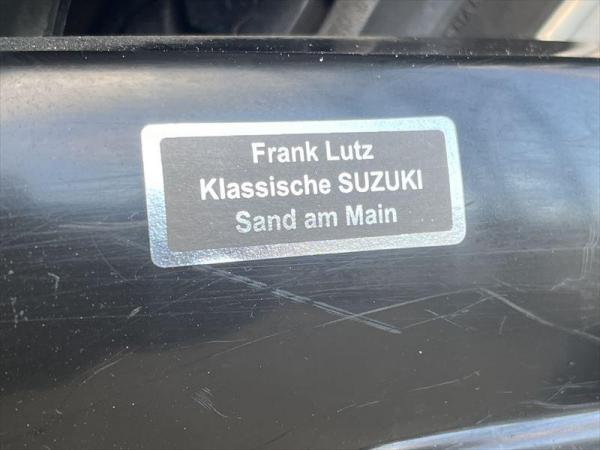 Frank Lutz
Klassische SUZUKI
Sand am Main